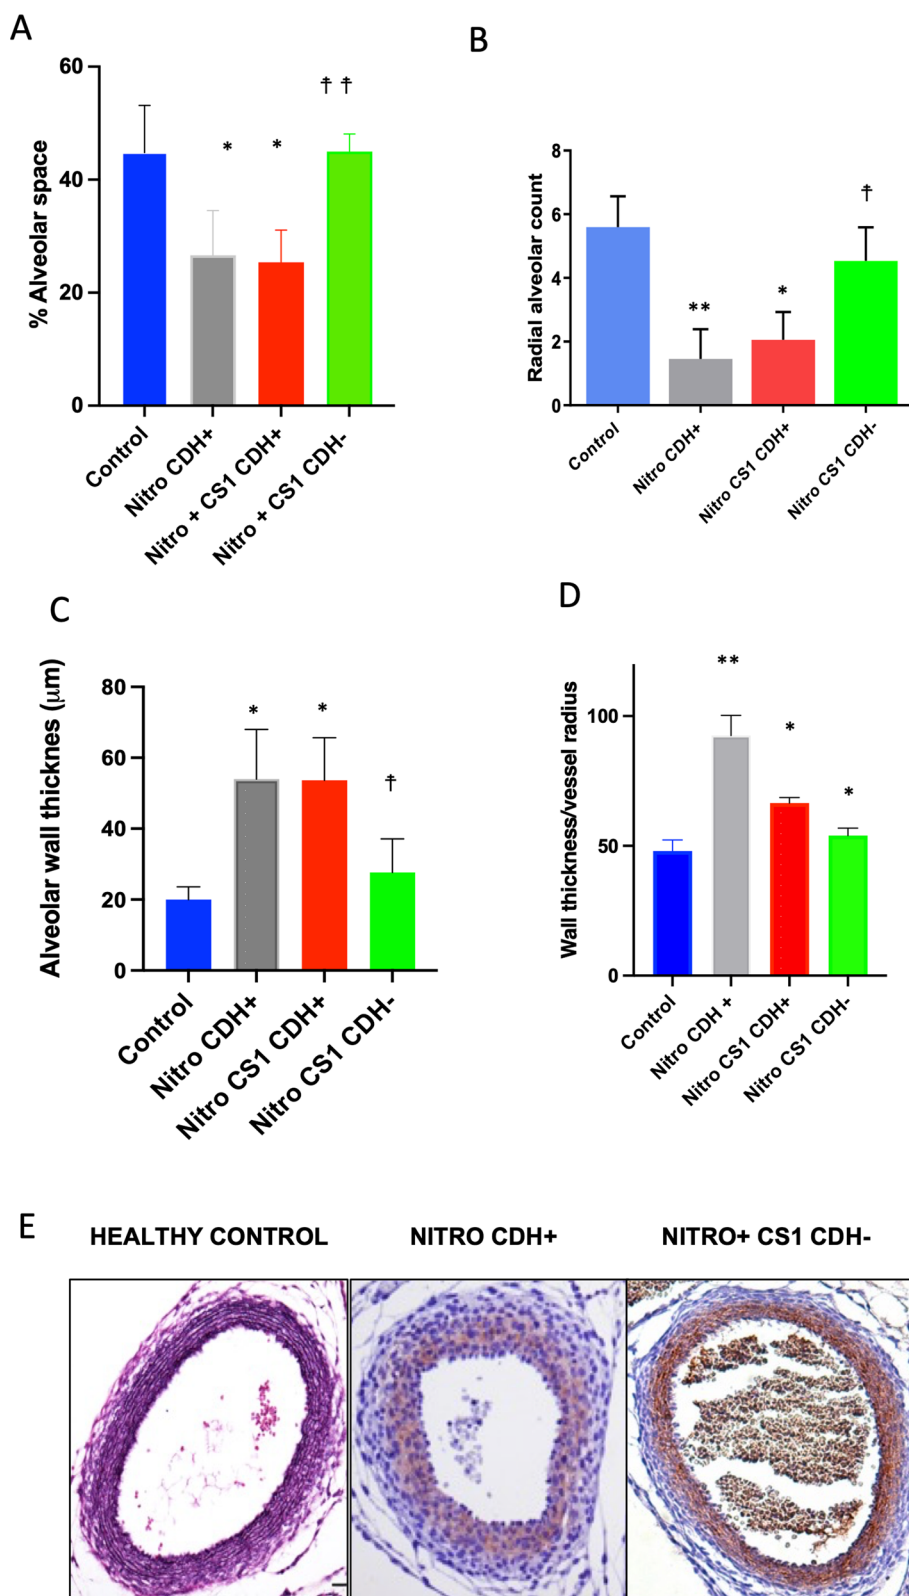 A
60
40
20
0
% Alveolar space
*
*
☨ ☨
Control
Nitro CDH+
Nitro + CS1 CDH+
Nitro + CS1 CDH-
B
8
6
4
2
0
Radial alveolar count
**
*
☨
Control
Nitro CDH+
Nitro CS1 CDH+
Nitro CS1 CDH-
C
80
60
40
20
0
Alveolar wall thicknes (μm)
*
*
☨
Control
Nitro CDH+
Nitro CS1 CDH+
Nitro CS1 CDH-
D
100
50
0
Wall thickness/vessel radius
**
*
*
Control
Nitro CDH +
Nitro CS1 CDH+
Nitro CS1 CDH-
E
HEALTHY CONTROL
NITRO CDH+
NITRO+ CS1 CDH-